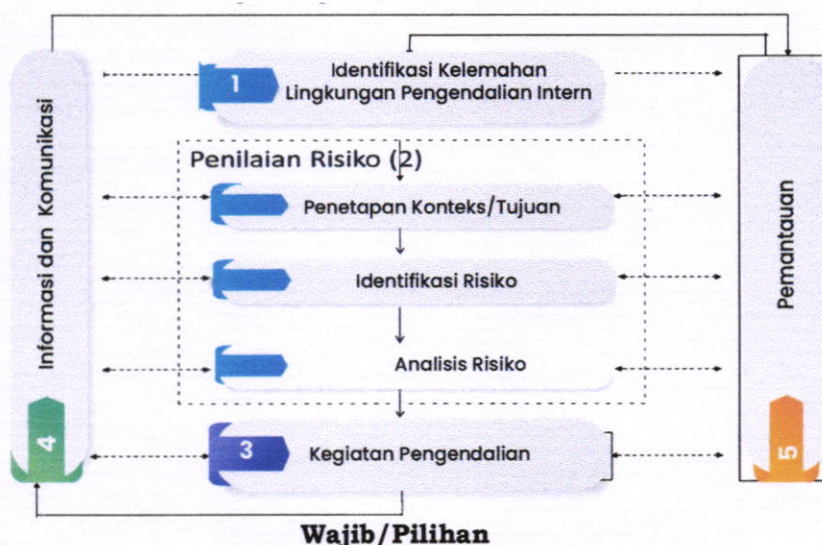 1
Identifikasi Kelemahan
Lingkungan Pengendalian Intern
Penilaian Risiko (2)
Penetapan Konteks/Tujuan
Identifikasi Risiko
Analisis Risiko
3
Kegiatan Pengendalian
Informasi dan Komunikasi
4
Pemantauan
5
Wajib/Pilihan